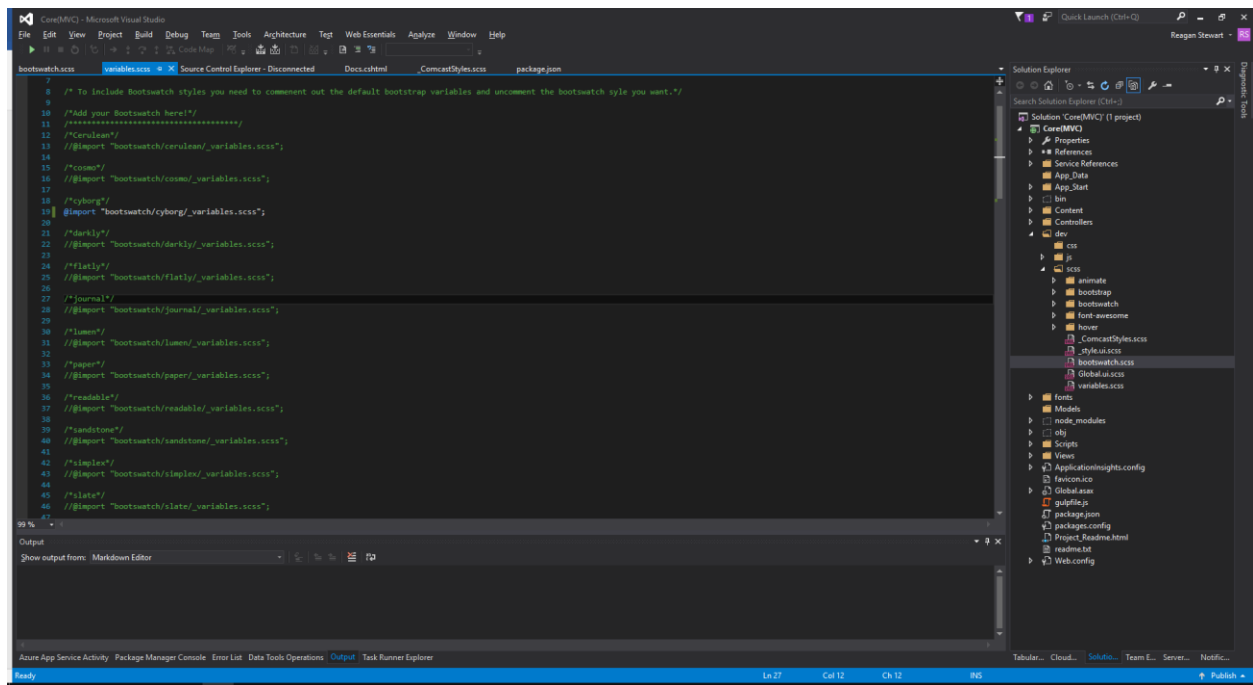 Core(MVC) - Microsoft Visual Studio
1
Quick Launch (Ctrl+Q)
File Edit View Project Build Debug Team Tools Architecture Test Web Essentials Analyze Window Help
Reagan Stewart
RS
Code Map
bootswatch.scss variables.scss Source Control Explorer - Disconnected Docs.cshtml _ComcastStyles.scss package.json
7
8 /* To include Bootswatch styles you need to commenent out the default bootstrap variables and uncomment the bootswatch syle you want.*/
9
10 /*Add your Bootswatch here!*/
11 /*************************************/
12 /*Cerulean*/
13 //@import "bootswatch/cerulean/_variables.scss";
14
15 /*cosmo*/
16 //@import "bootswatch/cosmo/_variables.scss";
17
18 /*cyborg*/
19 @import "bootswatch/cyborg/_variables.scss";
20
21 /*darkly*/
22 //@import "bootswatch/darkly/_variables.scss";
23
24 /*flatly*/
25 //@import "bootswatch/flatly/_variables.scss";
26
27 /*journal*/
28 //@import "bootswatch/journal/_variables.scss";
29
30 /*lumen*/
31 //@import "bootswatch/lumen/_variables.scss";
32
33 /*paper*/
34 //@import "bootswatch/paper/_variables.scss";
35
36 /*readable*/
37 //@import "bootswatch/readable/_variables.scss";
38
39 /*sandstone*/
40 //@import "bootswatch/sandstone/_variables.scss";
41
42 /*simplex*/
43 //@import "bootswatch/simplex/_variables.scss";
44
45 /*slate*/
46 //@import "bootswatch/slate/_variables.scss";
47
99 %
Output
Show output from: Markdown Editor
Azure App Service Activity Package Manager Console Error List Data Tools Operations Output Task Runner Explorer
Solution Explorer
Search Solution Explorer (Ctrl+;)
Solution 'Core(MVC)' (1 project)
Core(MVC)
Properties
References
Service References
App_Data
App_Start
bin
Content
Controllers
dev
css
js
scss
animate
bootstrap
bootswatch
font-awesome
hover
_ComcastStyles.scss
_style.ui.scss
bootswatch.scss
Global.ui.scss
variables.scss
fonts
Models
node_modules
obj
Scripts
Views
ApplicationInsights.config
favicon.ico
Global.asax
gulpfile.js
package.json
packages.config
Project_Readme.html
readme.txt
Web.config
Tabular... Cloud... Solutio... Team E... Server... Notific...
Diagnostic Tools
Ready Ln 27 Col 12 Ch 12 INS Publish